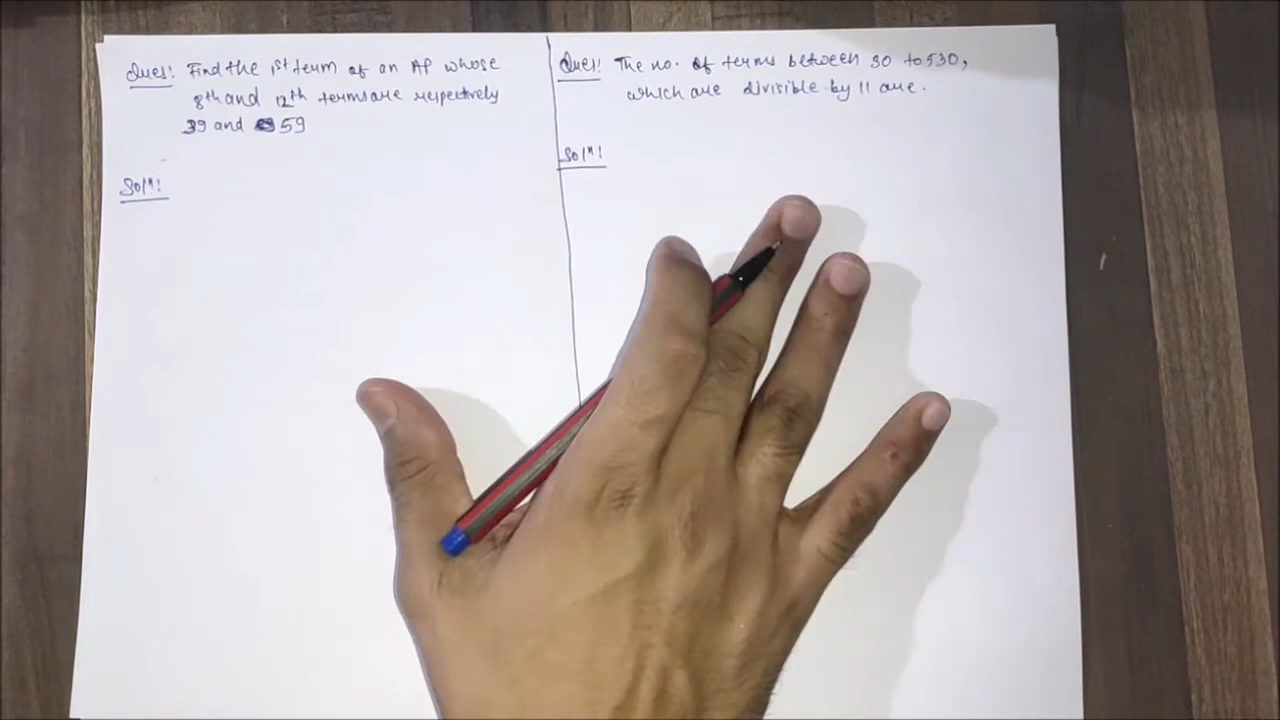 Ques: Find the 1st term of an AP whose
8th and 12th terms are respectively
39 and 59
Soln:
Ques: The no. of terms between 30 to 530,
which are divisible by 11 are.
Soln: